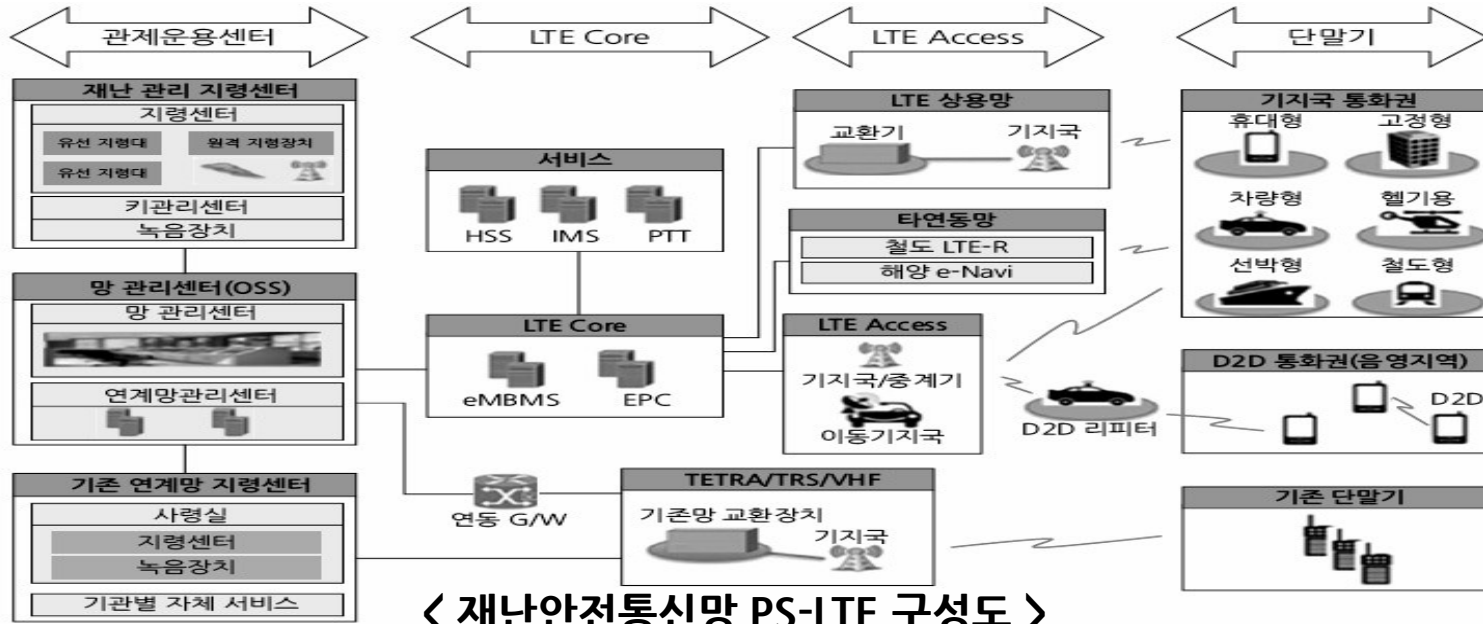 관제운용센터
LTE Core
LTE Access
단말기
재난 관리 지령센터
지령센터
유선 지령대
원격 지령장치
유선 지령대
키관리센터
녹음장치
망 관리센터(OSS)
망 관리센터
연계망관리센터
기존 연계망 지령센터
사령실
지령센터
녹음장치
기관별 자체 서비스
서비스
HSS
IMS
PTT
LTE Core
eMBMS
EPC
연동 G/W
LTE 상용망
교환기
기지국
타연동망
철도 LTE-R
해양 e-Navi
LTE Access
기지국/중계기
이동기지국
D2D 리피터
TETRA/TRS/VHF
기존망 교환장치
기지국
기지국 통화권
휴대형
고정형
차량형
헬기용
선박형
철도형
D2D 통화권(음영지역)
D2D
기존 단말기
< 재난안전통신망 PS-LTE 구성도 >